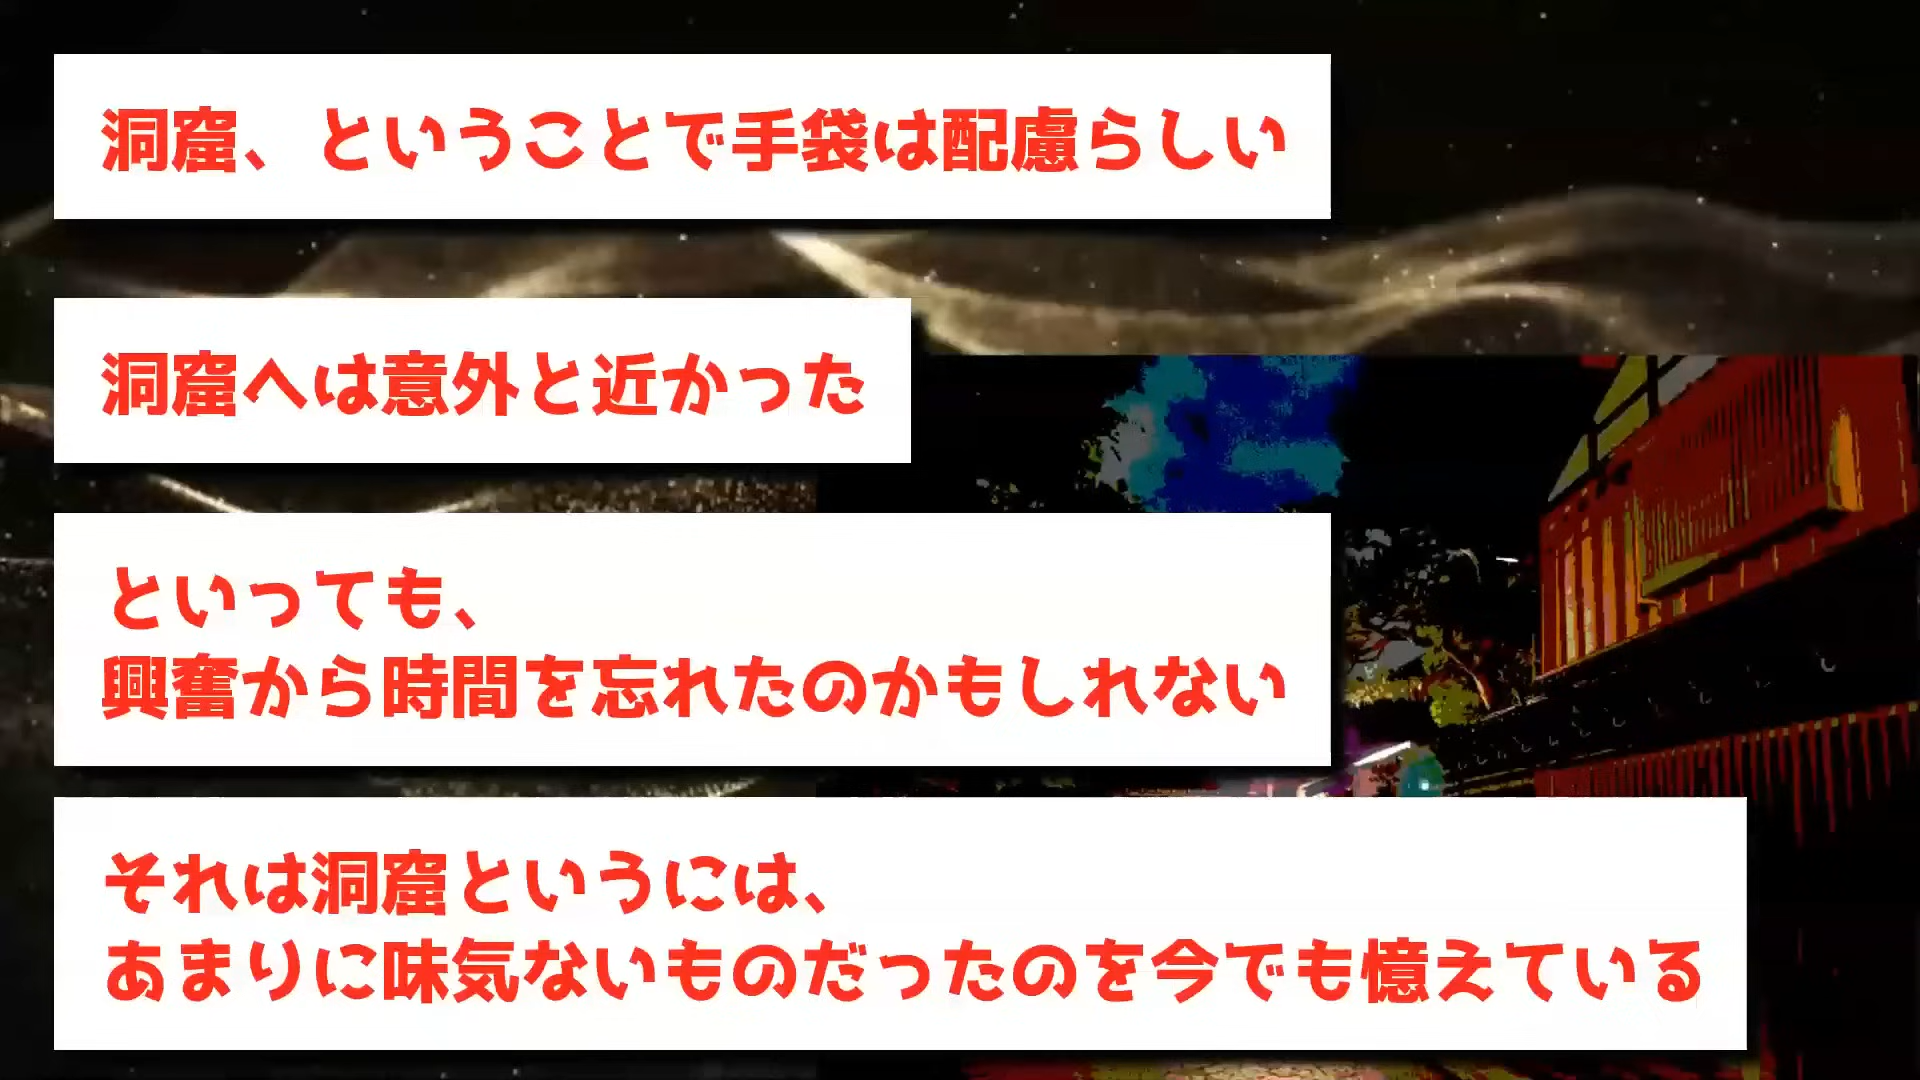 洞窟、ということで手袋は配慮らしい
洞窟へは意外と近かった
といっても、
興奮から時間を忘れたのかもしれない
それは洞窟というには、
あまりに味気ないものだったのを今でも憶えている